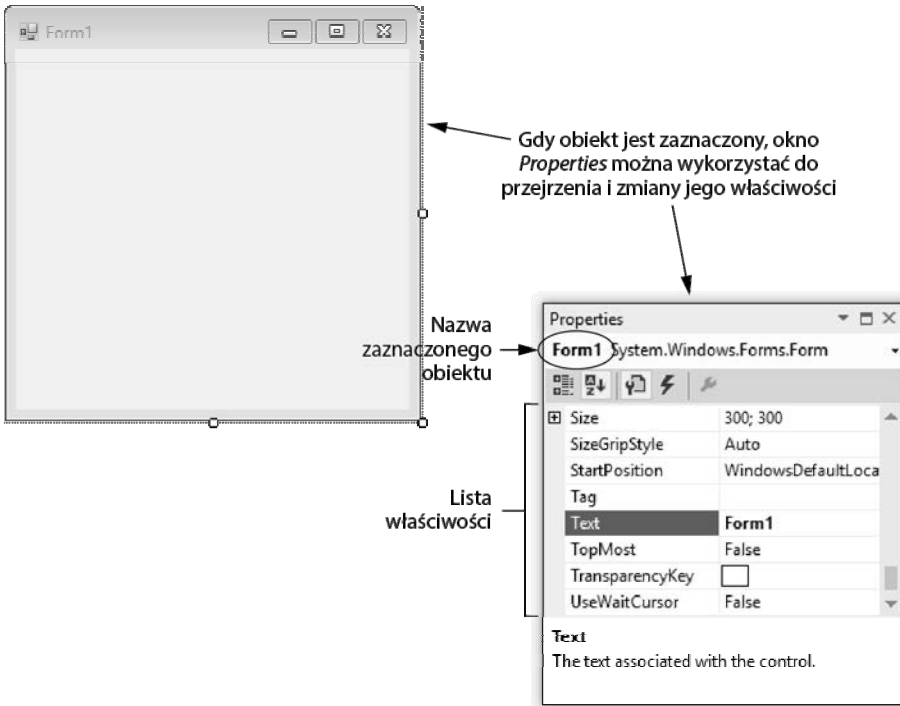 Form1
Gdy obiekt jest zaznaczony, okno
Properties można wykorzystać do
przejrzenia i zmiany jego właściwości
Nazwa
zaznaczonego
obiektu
Properties
Form1 System.Windows.Forms.Form
Lista
właściwości
Size 300; 300
SizeGripStyle Auto
StartPosition WindowsDefaultLoca
Tag
Text Form1
TopMost False
TransparencyKey
UseWaitCursor False
Text
The text associated with the control.